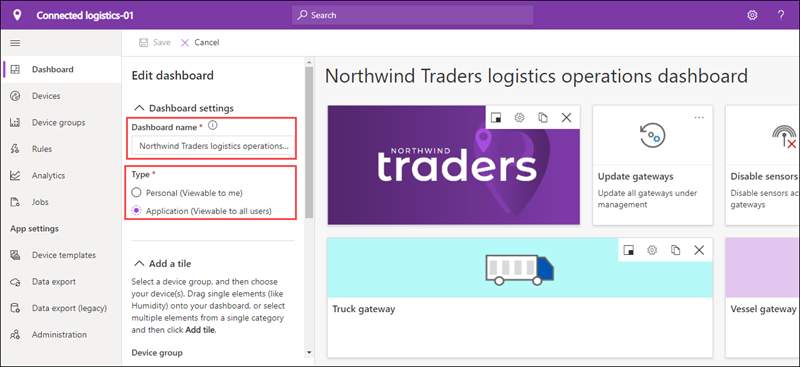 Connected logistics-01
Search
?
Save
Cancel
Dashboard
Devices
Device groups
Rules
Analytics
Jobs
App settings
Device templates
Data export
Data export (legacy)
Administration
Edit dashboard
Dashboard settings
Dashboard name *
Northwind Traders logistics operations...
Type *
Personal (Viewable to me)
Application (Viewable to all users)
Add a tile
Select a device group, and then choose
your device(s). Drag single elements (like
Humidity) onto your dashboard, or select
multiple elements from a single category
and then click Add tile.
Device group
Northwind Traders logistics operations dashboard
NORTHWIND
traders
Update gateways
Update all gateways under
management
Disable sensors
Disable sensors ac
gateways
Truck gateway
Vessel gateway